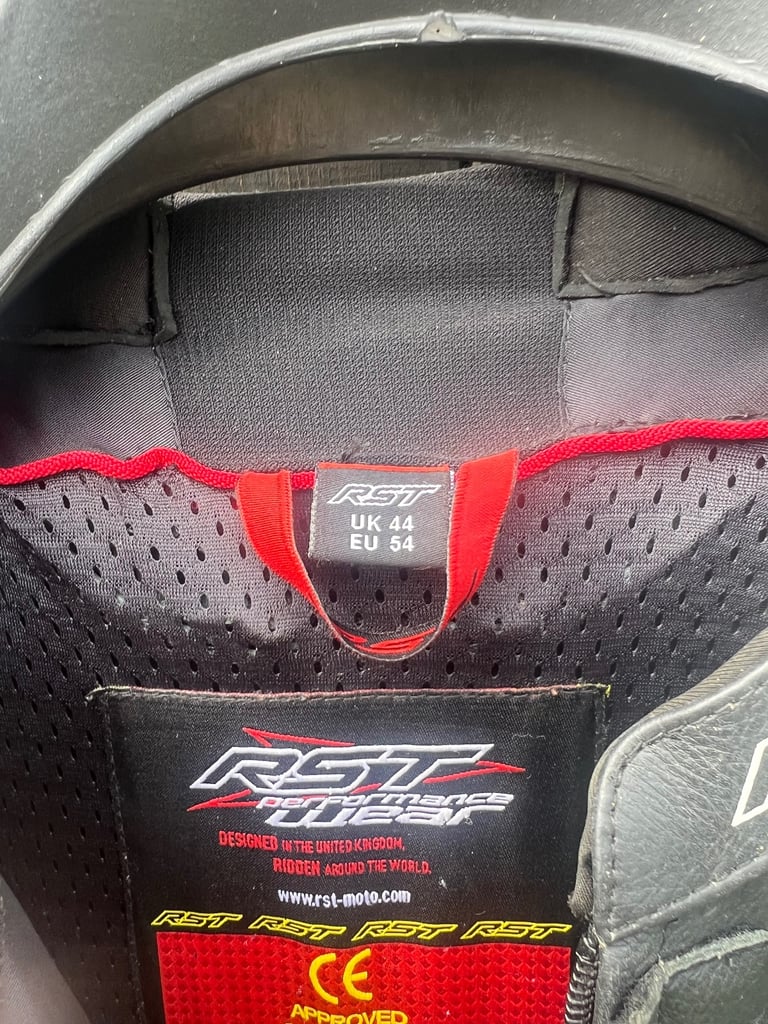 RST
UK 44
EU 54
RST
performance
wear
DESIGNED IN THE UNITED KINGDOM,
RIDDEN AROUND THE WORLD.
www.rst-moto.com
RST RST RST RST
CE
APPROVED